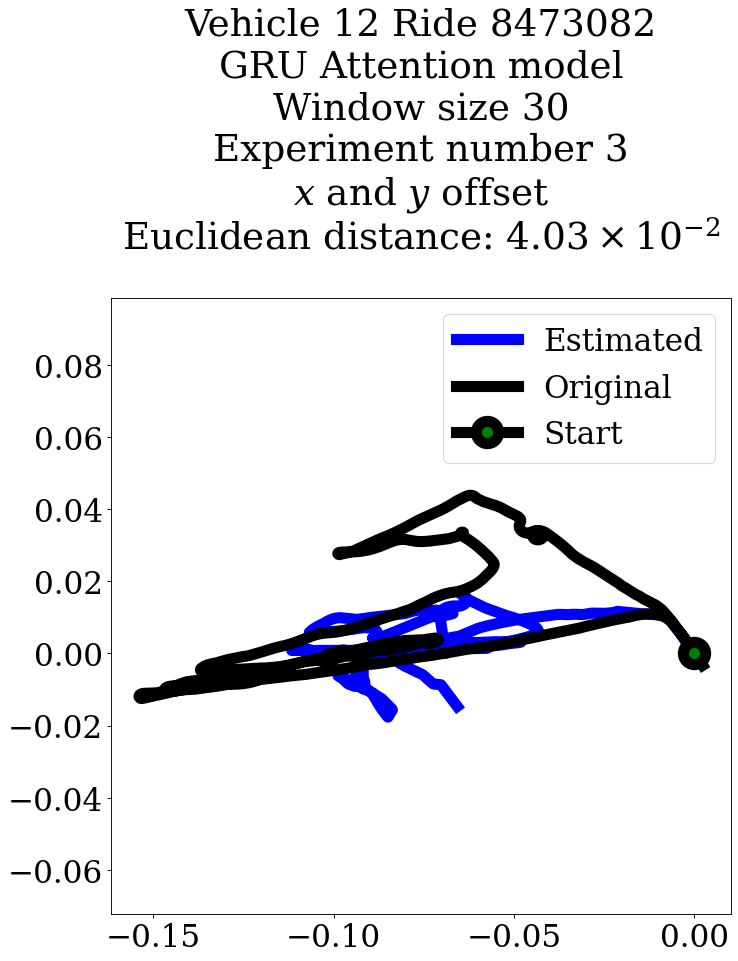 Vehicle 12 Ride 8473082
GRU Attention model
Window size 30
Experiment number 3
x and y offset
Euclidean distance: 4.03 × 10⁻²
Estimated
Original
Start
0.08
0.06
0.04
0.02
0.00
−0.02
−0.04
−0.06
−0.15 −0.10 −0.05 0.00